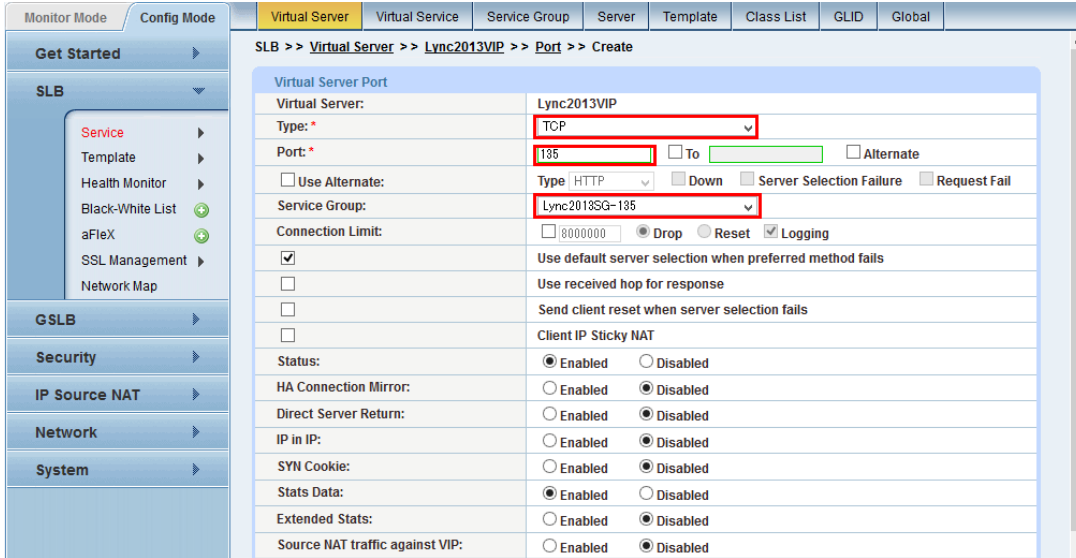 Monitor Mode Config Mode Virtual Server Virtual Service Service Group Server Template Class List GLID Global
Get Started
SLB
Service
Template
Health Monitor
Black-White List
aFleX
SSL Management
Network Map
GSLB
Security
IP Source NAT
Network
System
SLB >> Virtual Server >> Lync2013VIP >> Port >> Create
Virtual Server Port
Virtual Server: Lync2013VIP
Type: * TCP
Port: * 135 To Alternate
Use Alternate: Type HTTP Down Server Selection Failure Request Fail
Service Group: Lync2013SG-135
Connection Limit: 8000000 Drop Reset Logging
Use default server selection when preferred method fails
Use received hop for response
Send client reset when server selection fails
Client IP Sticky NAT
Status: Enabled Disabled
HA Connection Mirror: Enabled Disabled
Direct Server Return: Enabled Disabled
IP in IP: Enabled Disabled
SYN Cookie: Enabled Disabled
Stats Data: Enabled Disabled
Extended Stats: Enabled Disabled
Source NAT traffic against VIP: Enabled Disabled